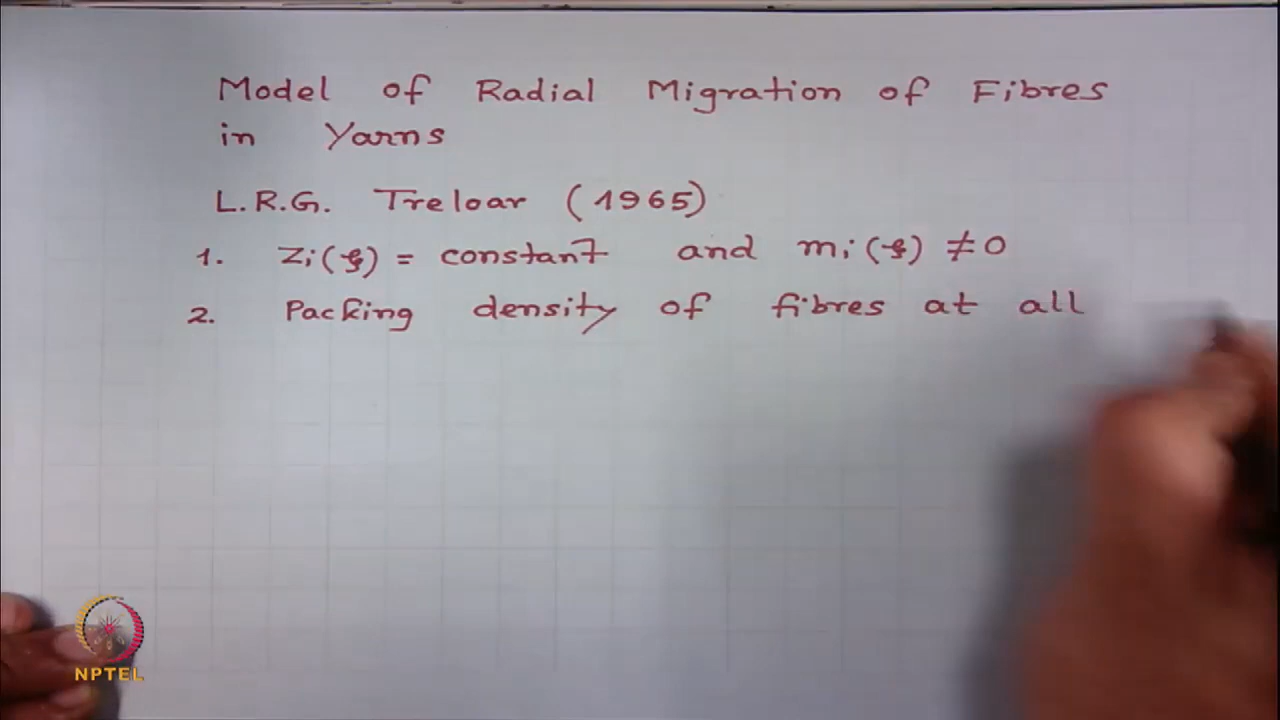 Model of Radial Migration of Fibres
in Yarns
L.R.G. Treloar (1965)
1. Zi(ξ) = constant and mi(ξ) ≠0
2. Packing density of fibres at all
NPTEL